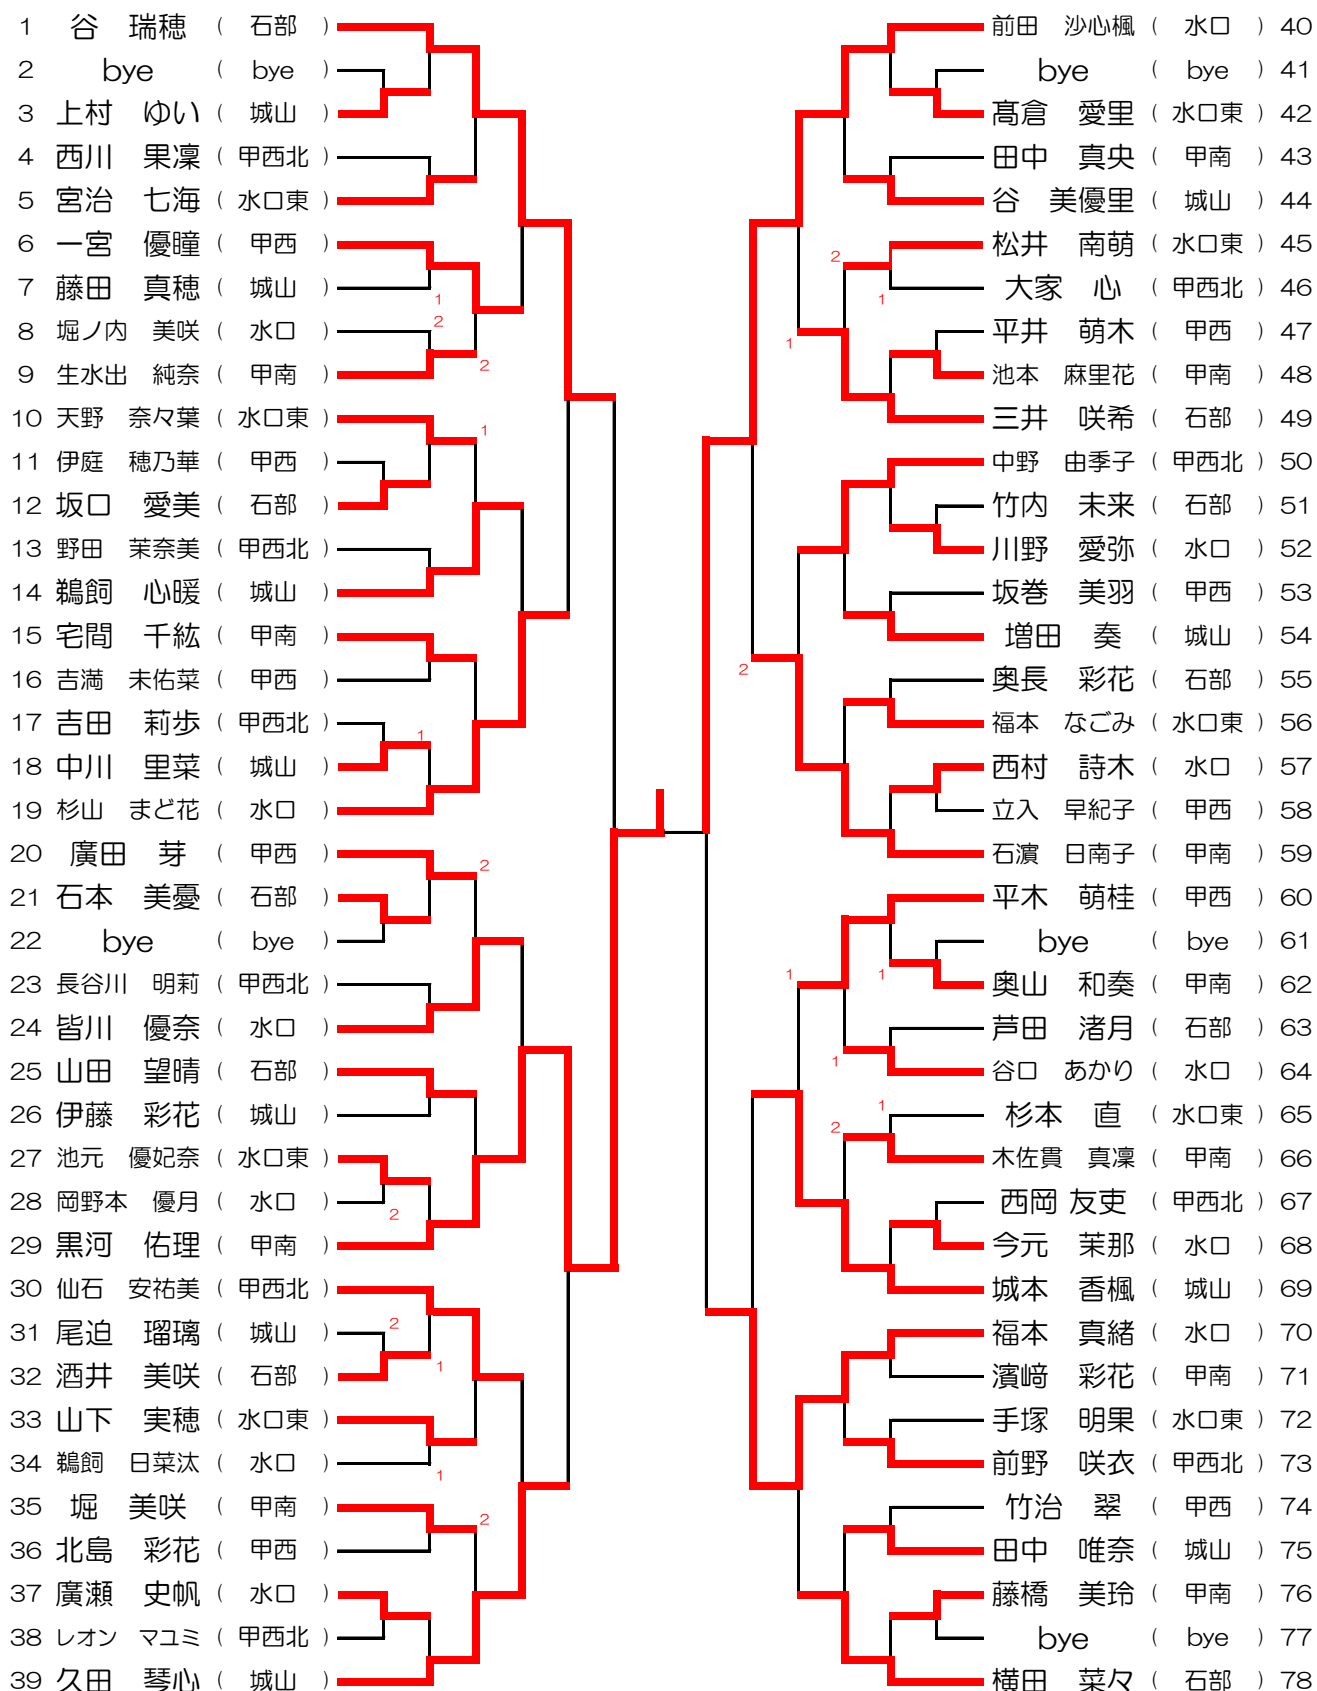 1 谷 瑞穂 ( 石部 )
2 bye ( bye )
3 上村 ゆい ( 城山 )
4 西川 果凜 ( 甲西北 )
5 宮治 七海 ( 水口東 )
6 一宮 優瞳 ( 甲西 )
7 藤田 真穂 ( 城山 )
1
8 堀ノ内 美咲 ( 水口 )
2
9 生水出 純奈 ( 甲南 )
2
10 天野 奈々葉 ( 水口東 )
1
11 伊庭 穂乃華 ( 甲西 )
12 坂口 愛美 ( 石部 )
13 野田 茉奈美 ( 甲西北 )
14 鵜飼 心暖 ( 城山 )
15 宅間 千紘 ( 甲南 )
16 吉満 未佑菜 ( 甲西 )
17 吉田 莉歩 ( 甲西北 )
1
18 中川 里菜 ( 城山 )
19 杉山 まど花 ( 水口 )
20 廣田 芽 ( 甲西 )
2
21 石本 美憂 ( 石部 )
22 bye ( bye )
23 長谷川 明莉 ( 甲西北 )
24 皆川 優奈 ( 水口 )
25 山田 望晴 ( 石部 )
26 伊藤 彩花 ( 城山 )
27 池元 優妃奈 ( 水口東 )
28 岡野本 優月 ( 水口 )
2
29 黒河 佑理 ( 甲南 )
30 仙石 安祐美 ( 甲西北 )
31 尾迫 瑠璃 ( 城山 )
2
32 酒井 美咲 ( 石部 )
1
33 山下 実穂 ( 水口東 )
34 鵜飼 日菜汰 ( 水口 )
1
35 堀 美咲 ( 甲南 )
2
36 北島 彩花 ( 甲西 )
37 廣瀬 史帆 ( 水口 )
38 レオン マユミ ( 甲西北 )
39 久田 琴心 ( 城山 )
前田 沙心楓 ( 水口 ) 40
bye ( bye ) 41
髙倉 愛里 ( 水口東 ) 42
田中 真央 ( 甲南 ) 43
谷 美優里 ( 城山 ) 44
松井 南萌 ( 水口東 ) 45
2
大家 心 ( 甲西北 ) 46
1
平井 萌木 ( 甲西 ) 47
1
池本 麻里花 ( 甲南 ) 48
三井 咲希 ( 石部 ) 49
中野 由季子 ( 甲西北 ) 50
竹内 未来 ( 石部 ) 51
川野 愛弥 ( 水口 ) 52
坂巻 美羽 ( 甲西 ) 53
増田 奏 ( 城山 ) 54
2
奥長 彩花 ( 石部 ) 55
福本 なごみ ( 水口東 ) 56
西村 詩木 ( 水口 ) 57
立入 早紀子 ( 甲西 ) 58
石濵 日南子 ( 甲南 ) 59
平木 萌桂 ( 甲西 ) 60
bye ( bye ) 61
1
1
奥山 和奏 ( 甲南 ) 62
芦田 渚月 ( 石部 ) 63
1
谷口 あかり ( 水口 ) 64
1
杉本 直 ( 水口東 ) 65
2
木佐貫 真凜 ( 甲南 ) 66
西岡 友吏 ( 甲西北 ) 67
今元 茉那 ( 水口 ) 68
城本 香楓 ( 城山 ) 69
福本 真緒 ( 水口 ) 70
濱﨑 彩花 ( 甲南 ) 71
手塚 明果 ( 水口東 ) 72
前野 咲衣 ( 甲西北 ) 73
竹治 翠 ( 甲西 ) 74
田中 唯奈 ( 城山 ) 75
藤橋 美玲 ( 甲南 ) 76
bye ( bye ) 77
横田 菜々 ( 石部 ) 78